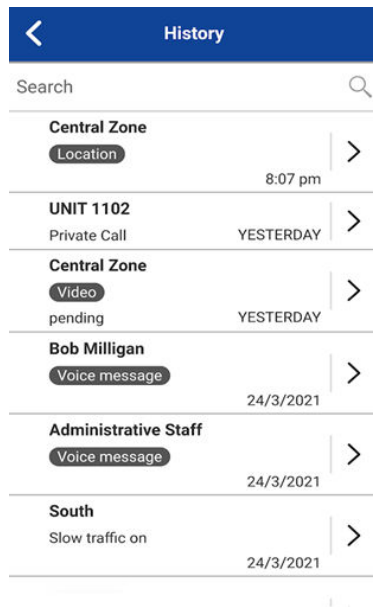 History
Search
Central Zone
Location
8:07 pm
UNIT 1102
Private Call YESTERDAY
Central Zone
Video
pending YESTERDAY
Bob Milligan
Voice message
24/3/2021
Administrative Staff
Voice message
24/3/2021
South
Slow traffic on
24/3/2021